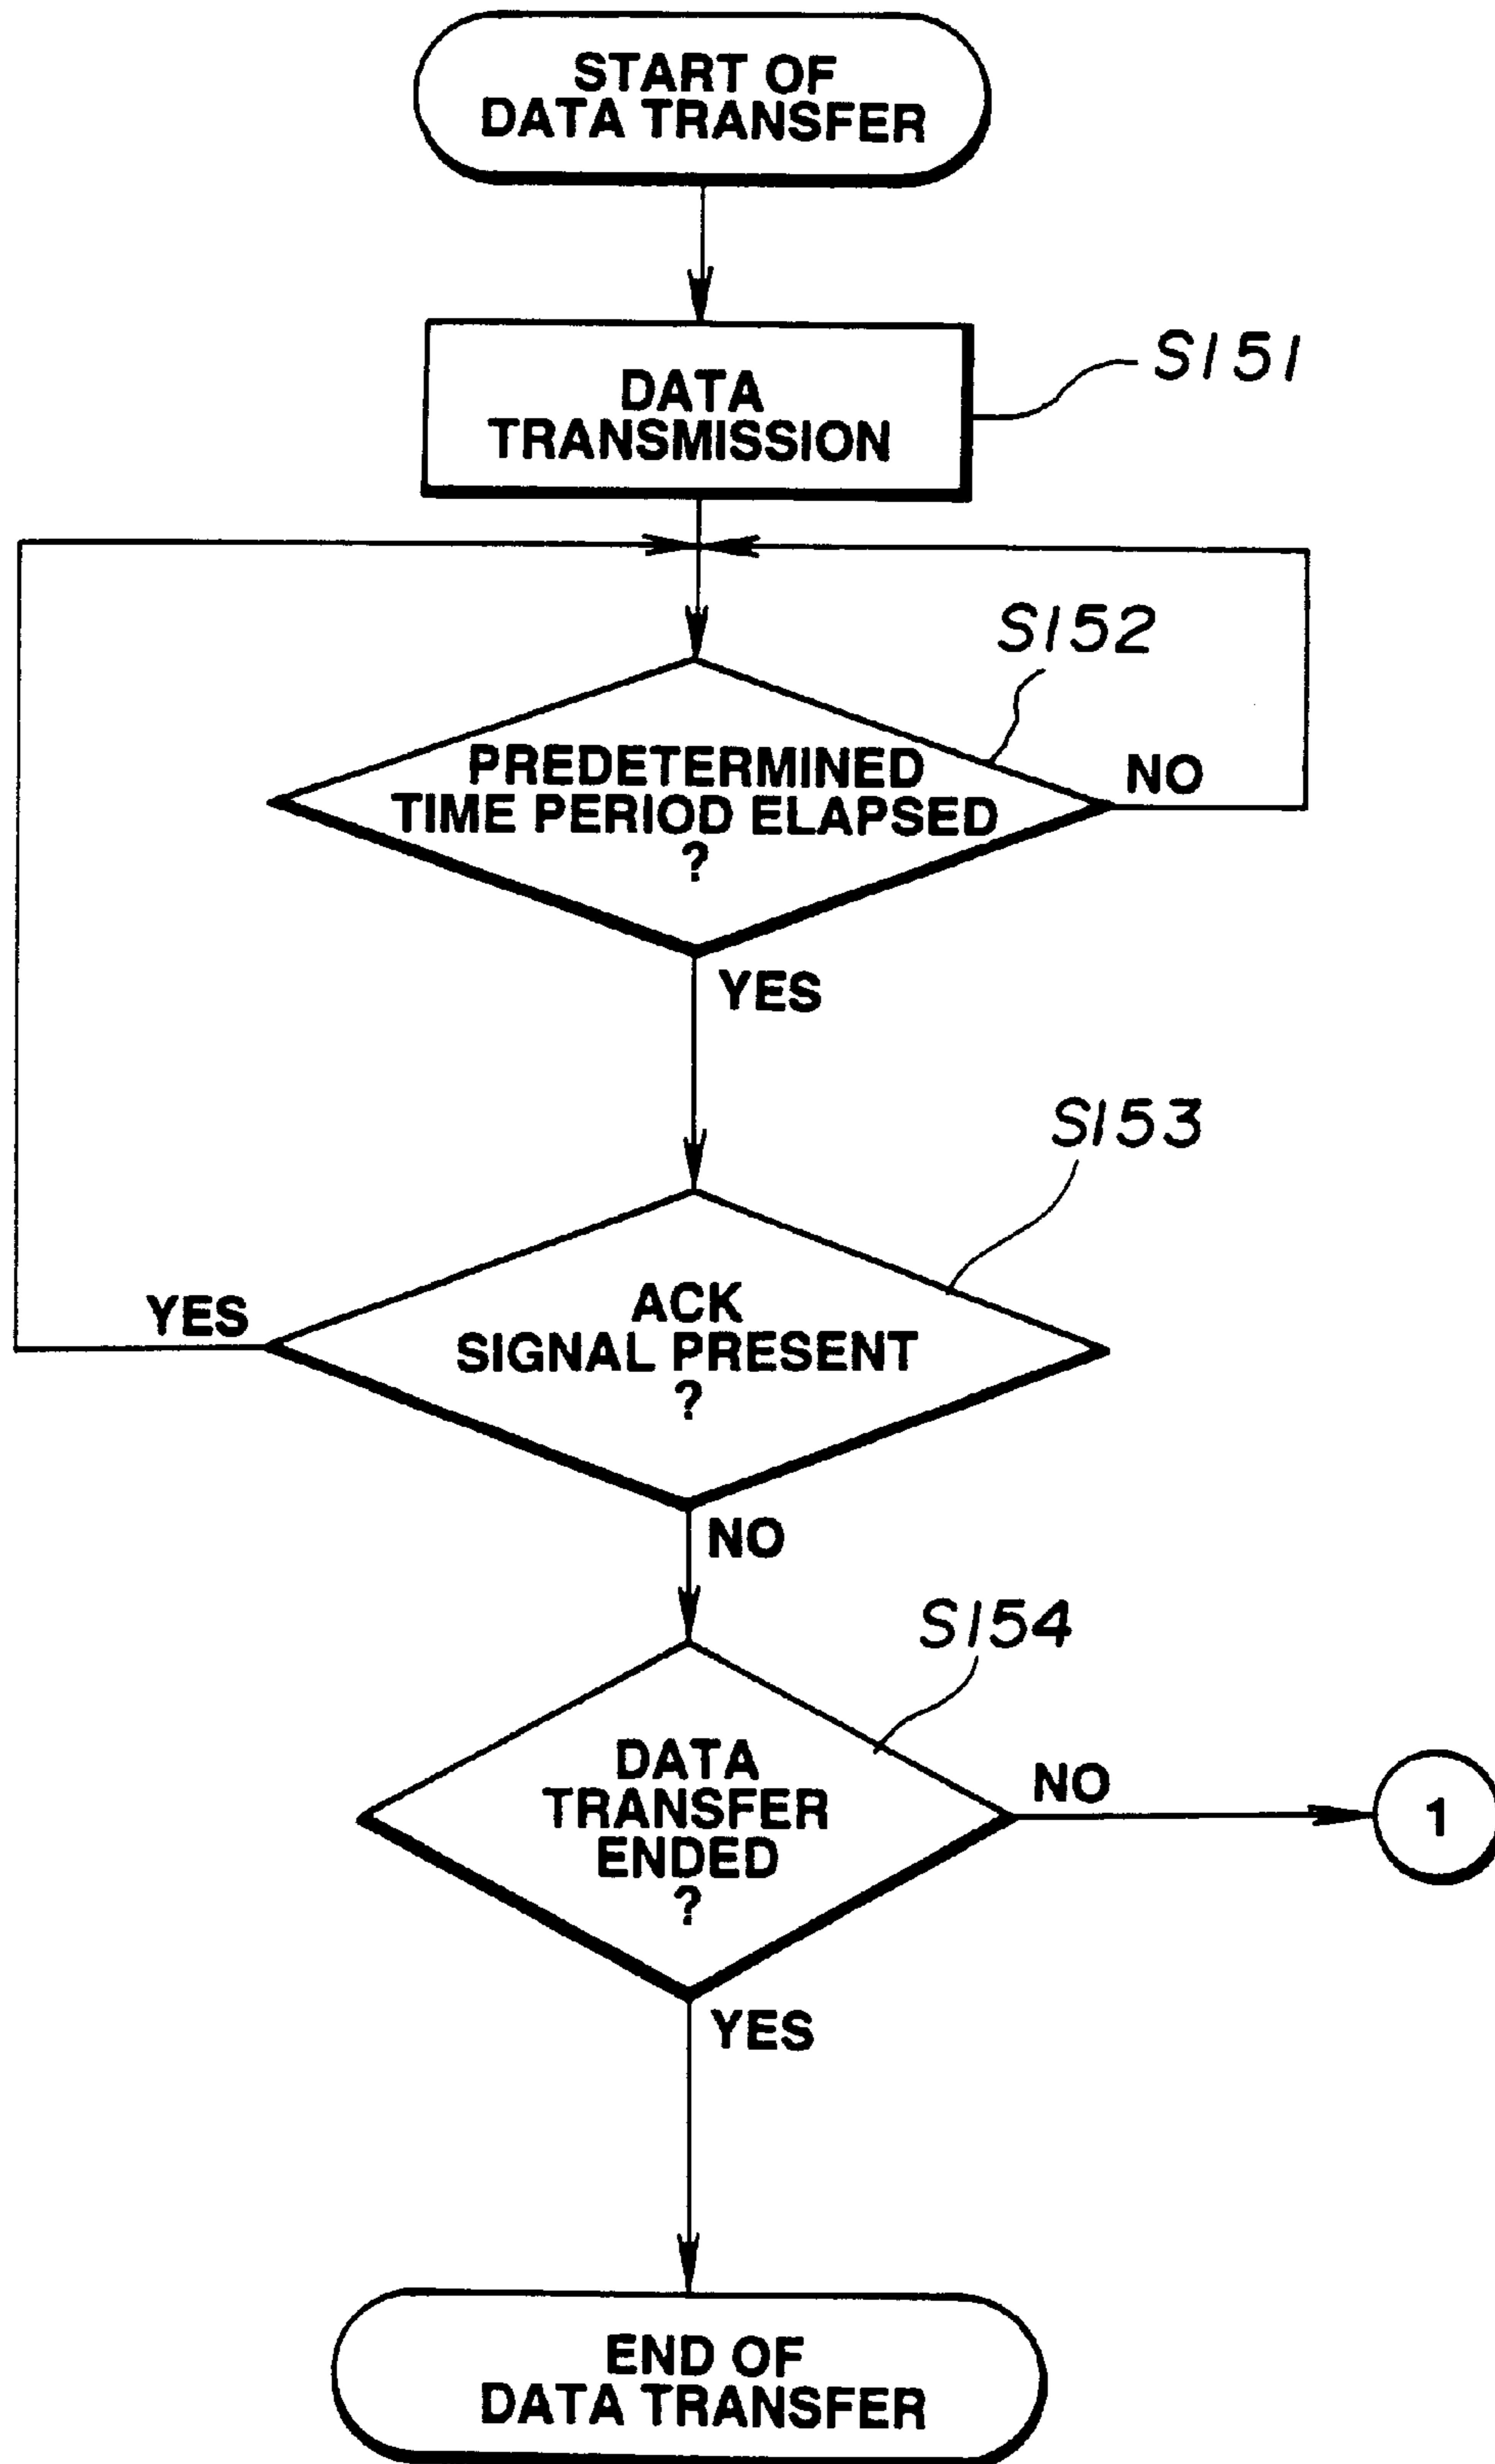 START OF
DATA TRANSFER
DATA
TRANSMISSION
S151
S152
PREDETERMINED
TIME PERIOD ELAPSED
?
NO
YES
S153
ACK
SIGNAL PRESENT
?
YES
NO
S154
DATA
TRANSFER
ENDED
?
NO
1
YES
END OF
DATA TRANSFER